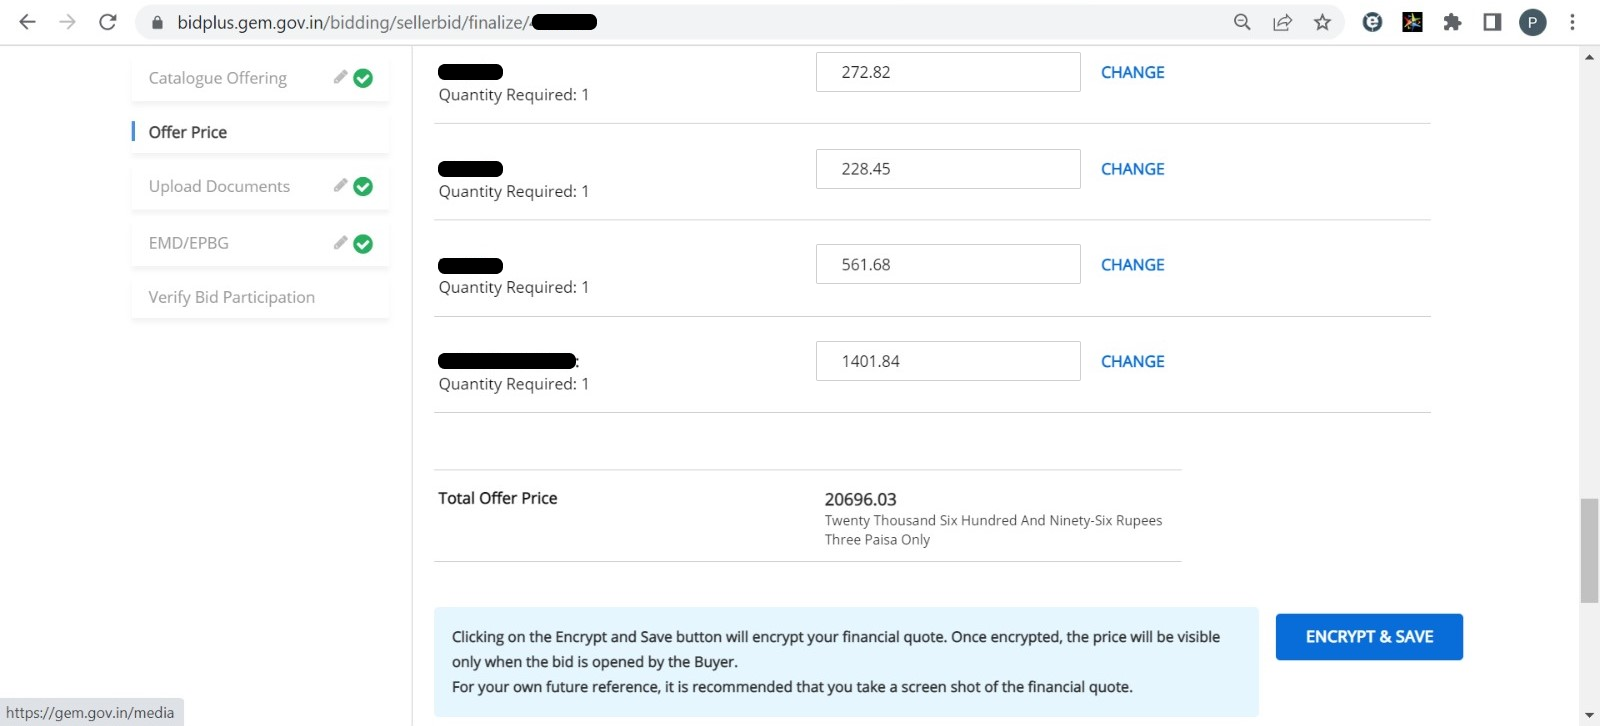 bidplus.gem.gov.in/bidding/sellerbid/finalize/
P
Catalogue Offering
Offer Price
Upload Documents
EMD/EPBG
Verify Bid Participation
272.82 CHANGE
Quantity Required: 1
228.45 CHANGE
Quantity Required: 1
561.68 CHANGE
Quantity Required: 1
: 1401.84 CHANGE
Quantity Required: 1
Total Offer Price 20696.03
Twenty Thousand Six Hundred And Ninety-Six Rupees
Three Paisa Only
Clicking on the Encrypt and Save button will encrypt your financial quote. Once encrypted, the price will be visible
only when the bid is opened by the Buyer.
For your own future reference, it is recommended that you take a screen shot of the financial quote.
ENCRYPT & SAVE
https://gem.gov.in/media